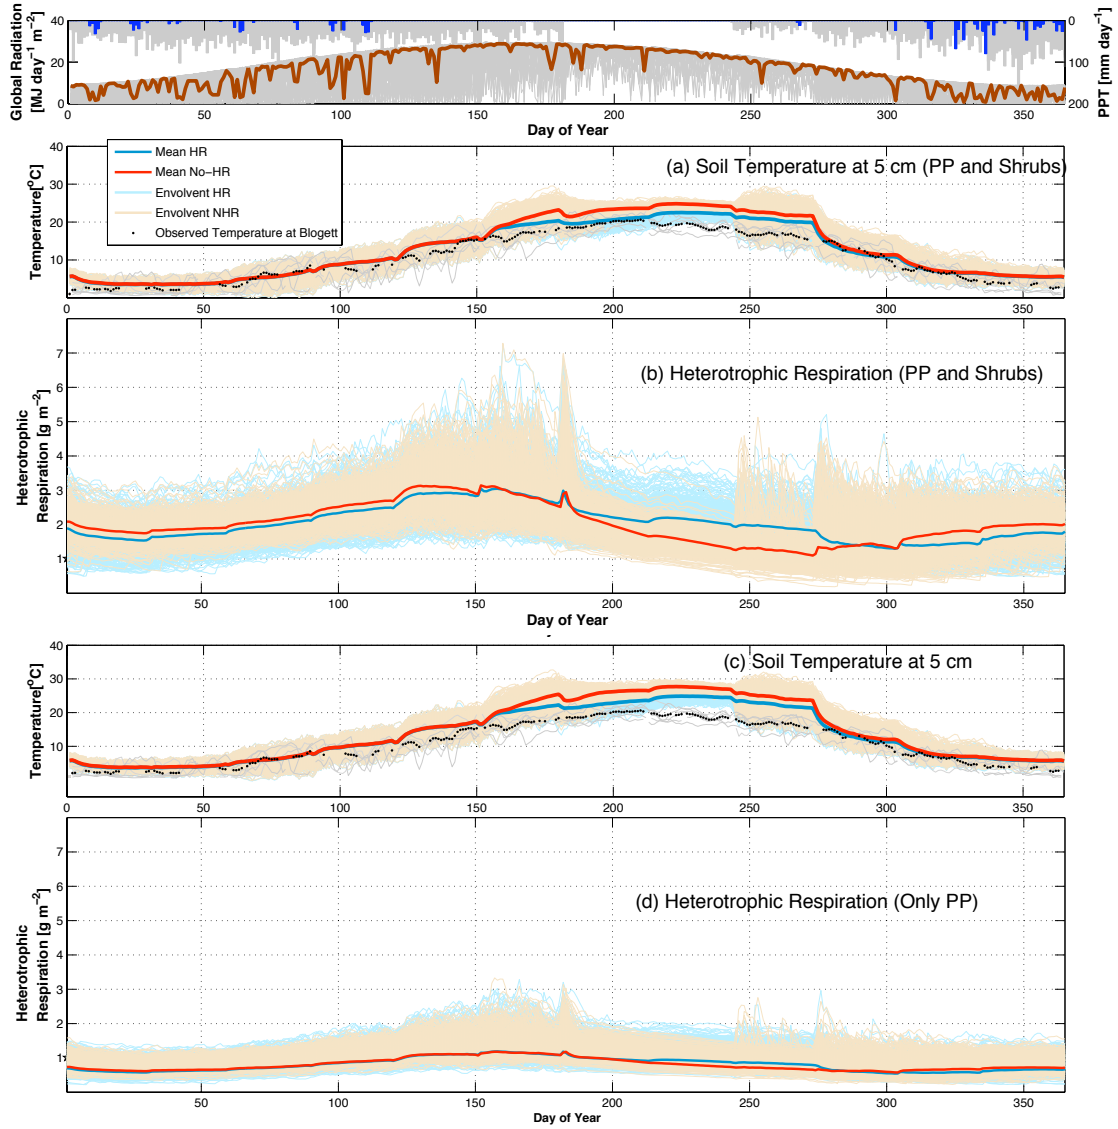 Global Radiation
[MJ day⁻¹ m⁻²]
40
20
0
0
100
200
PPT [mm day⁻¹]
0 50 100 150 200 250 300 350
Day of Year
Mean HR
Mean No-HR
Envolvent HR
Envolvent NHR
Observed Temperature at Blogett
(a) Soil Temperature at 5 cm (PP and Shrubs)
Temperature[°C]
40
30
20
10
0 50 100 150 200 250 300 350
(b) Heterotrophic Respiration (PP and Shrubs)
Heterotrophic
Respiration [g m⁻²]
7
6
5
4
3
2
1
50 100 150 200 250 300 350
Day of Year
(c) Soil Temperature at 5 cm
Temperature[°C]
40
30
20
10
0 50 100 150 200 250 300 350
(d) Heterotrophic Respiration (Only PP)
Heterotrophic
Respiration [g m⁻²]
7
6
5
4
3
2
1
50 100 150 200 250 300 350
Day of Year